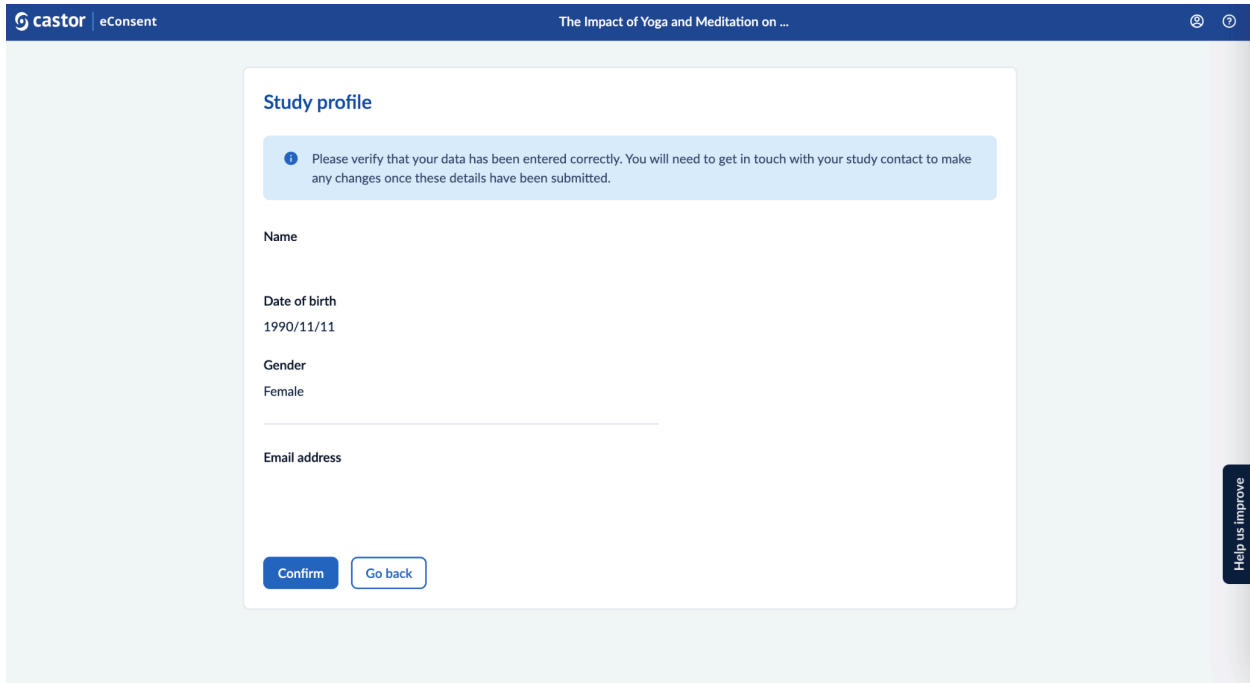 castor eConsent
The Impact of Yoga and Meditation on ...
Study profile
Please verify that your data has been entered correctly. You will need to get in touch with your study contact to make
any changes once these details have been submitted.
Name
Date of birth
1990/11/11
Gender
Female
Email address
Help us improve
Confirm
Go back